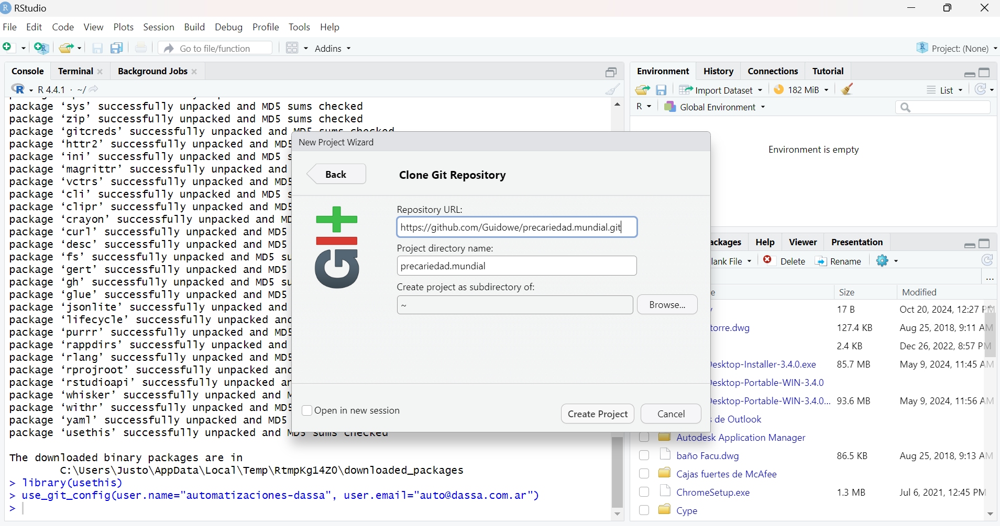 RStudio
File Edit Code View Plots Session Build Debug Profile Tools Help
Go to file/function Addins Project: (None)
Console Terminal Background Jobs
R 4.4.1 · ~/
package ‘sys’ successfully unpacked and MD5 sums checked
package ‘zip’ successfully unpacked and MD5 sums checked
package ‘gitcreds’ successfully unpacked and MD5 sums checked
package ‘httr2’ successfully unpacked and MD5
package ‘ini’ successfully unpacked and MD5 s
package ‘magrittr’ successfully unpacked and
package ‘vctrs’ successfully unpacked and MD5
package ‘cli’ successfully unpacked and MD5 s
package ‘clipr’ successfully unpacked and MD5
package ‘crayon’ successfully unpacked and MD
package ‘curl’ successfully unpacked and MD5
package ‘desc’ successfully unpacked and MD5
package ‘fs’ successfully unpacked and MD5 su
package ‘gert’ successfully unpacked and MD5
package ‘gh’ successfully unpacked and MD5 su
package ‘glue’ successfully unpacked and MD5
package ‘jsonlite’ successfully unpacked and
package ‘lifecycle’ successfully unpacked and
package ‘purrr’ successfully unpacked and MD5
package ‘rappdirs’ successfully unpacked and
package ‘rlang’ successfully unpacked and MD5
package ‘rprojroot’ successfully unpacked and
package ‘rstudioapi’ successfully unpacked an
package ‘whisker’ successfully unpacked and M
package ‘withr’ successfully unpacked and MD5
package ‘yaml’ successfully unpacked and MD5
package ‘usethis’ successfully unpacked and MD5 sums checked
The downloaded binary packages are in
C:\Users\Justo\AppData\Local\Temp\RtmpKg14Z0\downloaded_packages
> library(usethis)
> use_git_config(user.name="automatizaciones-dassa", user.email="auto@dassa.com.ar")
>
New Project Wizard
Back
Clone Git Repository
Git
Repository URL:
https://github.com/Guidowe/precariedad.mundial.git
Project directory name:
precariedad.mundial
Create project as subdirectory of:
~
Browse...
Open in new session
Create Project
Cancel
Environment History Connections Tutorial
Import Dataset 182 MiB List
R Global Environment
Environment is empty
ackages Help Viewer Presentation
lank File Delete Rename
...
e Size Modified
17 B Oct 20, 2024, 12:27 PM
torre.dwg 127.4 KB Aug 25, 2018, 9:11 AM
2.4 KB Dec 26, 2022, 8:57 PM
Desktop-Installer-3.4.0.exe 85.7 MB May 9, 2024, 11:45 AM
Desktop-Portable-WIN-3.4.0
Desktop-Portable-WIN-3.4.0... 93.6 MB May 9, 2024, 11:56 AM
s de Outlook
Autodesk Application Manager
baño Facu.dwg 86.5 KB Aug 25, 2018, 9:13 AM
Cajas fuertes de McAfee
ChromeSetup.exe 1.3 MB Jul 6, 2021, 12:45 PM
Cype